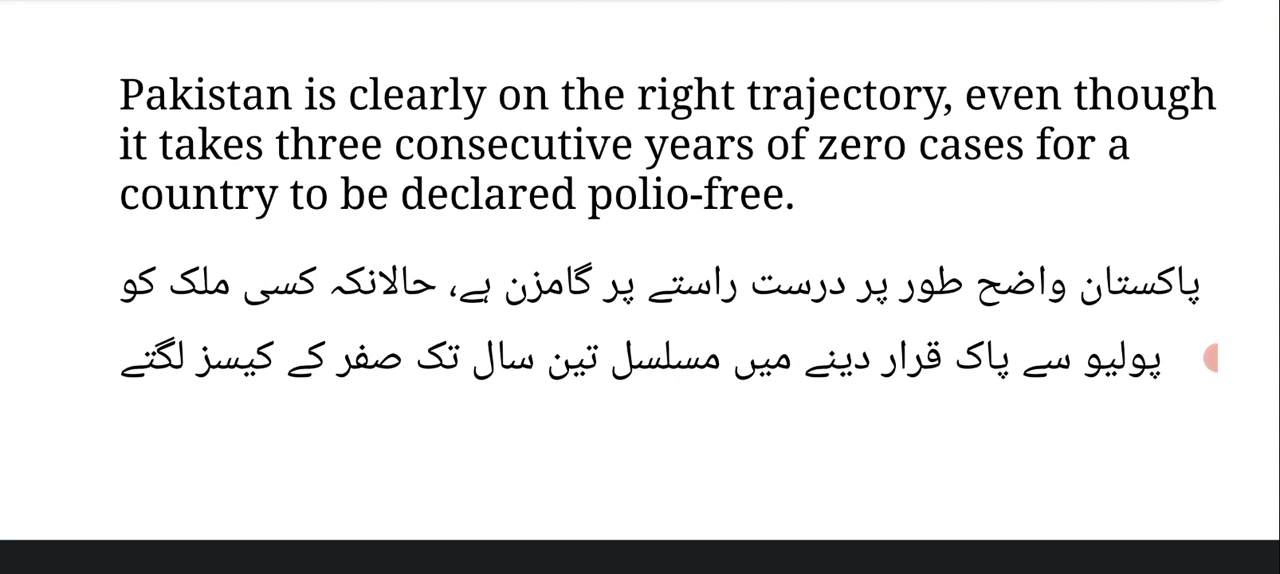 Pakistan is clearly on the right trajectory, even though
it takes three consecutive years of zero cases for a
country to be declared polio-free.
پاکستان واضح طور پر درست راستے پر گامزن ہے، حالانکہ کسی ملک کو
پولیو سے پاک قرار دینے میں مسلسل تین سال تک صفر کے کیسز لگتے